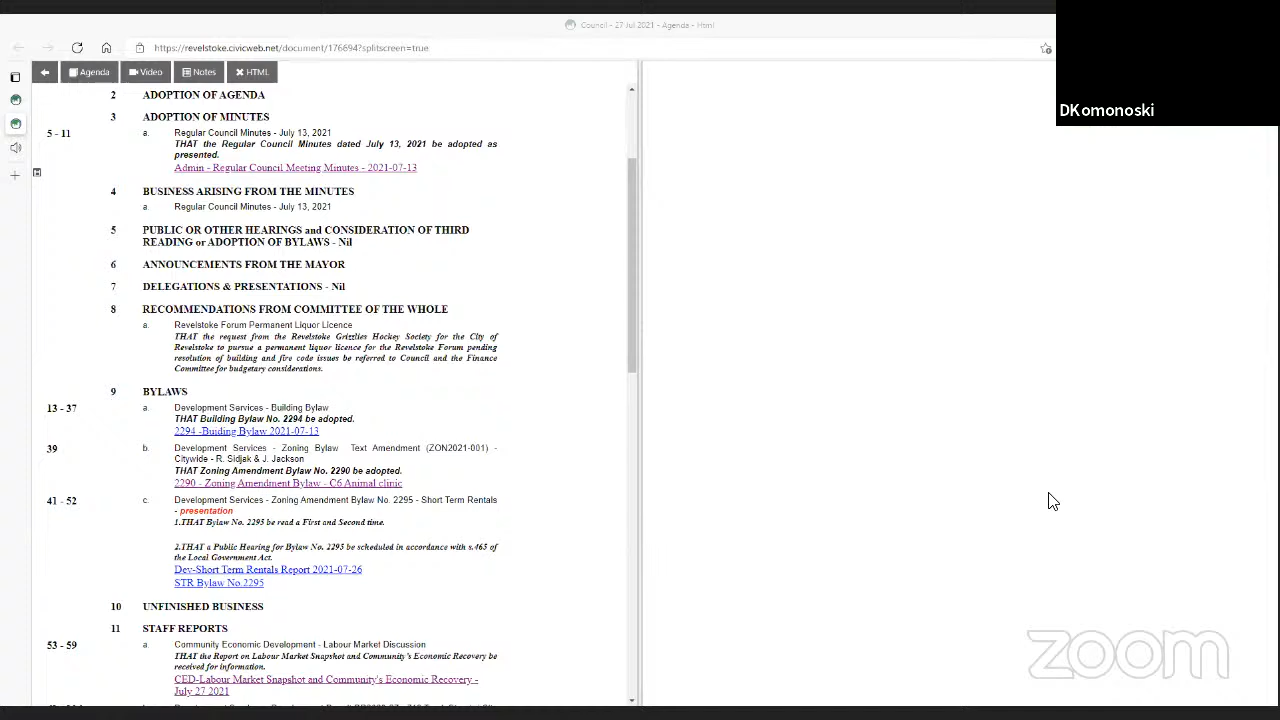 Council - 27 Jul 2021 - Agenda - Html
https://revelstoke.civicweb.net/document/176694?splitscreen=true
DKomonoski
Agenda Video Notes HTML
2 ADOPTION OF AGENDA
3 ADOPTION OF MINUTES
5 - 11 a. Regular Council Minutes - July 13, 2021
THAT the Regular Council Minutes dated July 13, 2021 be adopted as
presented.
Admin - Regular Council Meeting Minutes - 2021-07-13
4 BUSINESS ARISING FROM THE MINUTES
a. Regular Council Minutes - July 13, 2021
5 PUBLIC OR OTHER HEARINGS and CONSIDERATION OF THIRD
READING or ADOPTION OF BYLAWS - Nil
6 ANNOUNCEMENTS FROM THE MAYOR
7 DELEGATIONS & PRESENTATIONS - Nil
8 RECOMMENDATIONS FROM COMMITTEE OF THE WHOLE
a. Revelstoke Forum Permanent Liquor Licence
THAT the request from the Revelstoke Grizzlies Hockey Society for the City of
Revelstoke to pursue a permanent liquor licence for the Revelstoke Forum pending
resolution of building and fire code issues be referred to Council and the Finance
Committee for budgetary considerations.
9 BYLAWS
13 - 37 a. Development Services - Building Bylaw
THAT Building Bylaw No. 2294 be adopted.
2294 -Buiding Bylaw 2021-07-13
39 b. Development Services - Zoning Bylaw Text Amendment (ZON2021-001) -
Citywide - R. Sidjak & J. Jackson
THAT Zoning Amendment Bylaw No. 2290 be adopted.
2290 - Zoning Amendment Bylaw - C6 Animal clinic
41 - 52 c. Development Services - Zoning Amendment Bylaw No. 2295 - Short Term Rentals
- presentation
1.THAT Bylaw No. 2295 be read a First and Second time.
2.THAT a Public Hearing for Bylaw No. 2295 be scheduled in accordance with s.465 of
the Local Government Act.
Dev-Short Term Rentals Report 2021-07-26
STR Bylaw No.2295
10 UNFINISHED BUSINESS
11 STAFF REPORTS
53 - 59 a. Community Economic Development - Labour Market Discussion
THAT the Report on Labour Market Snapshot and Community's Economic Recovery be
received for information.
CED-Labour Market Snapshot and Community's Economic Recovery -
July 27 2021
zoom